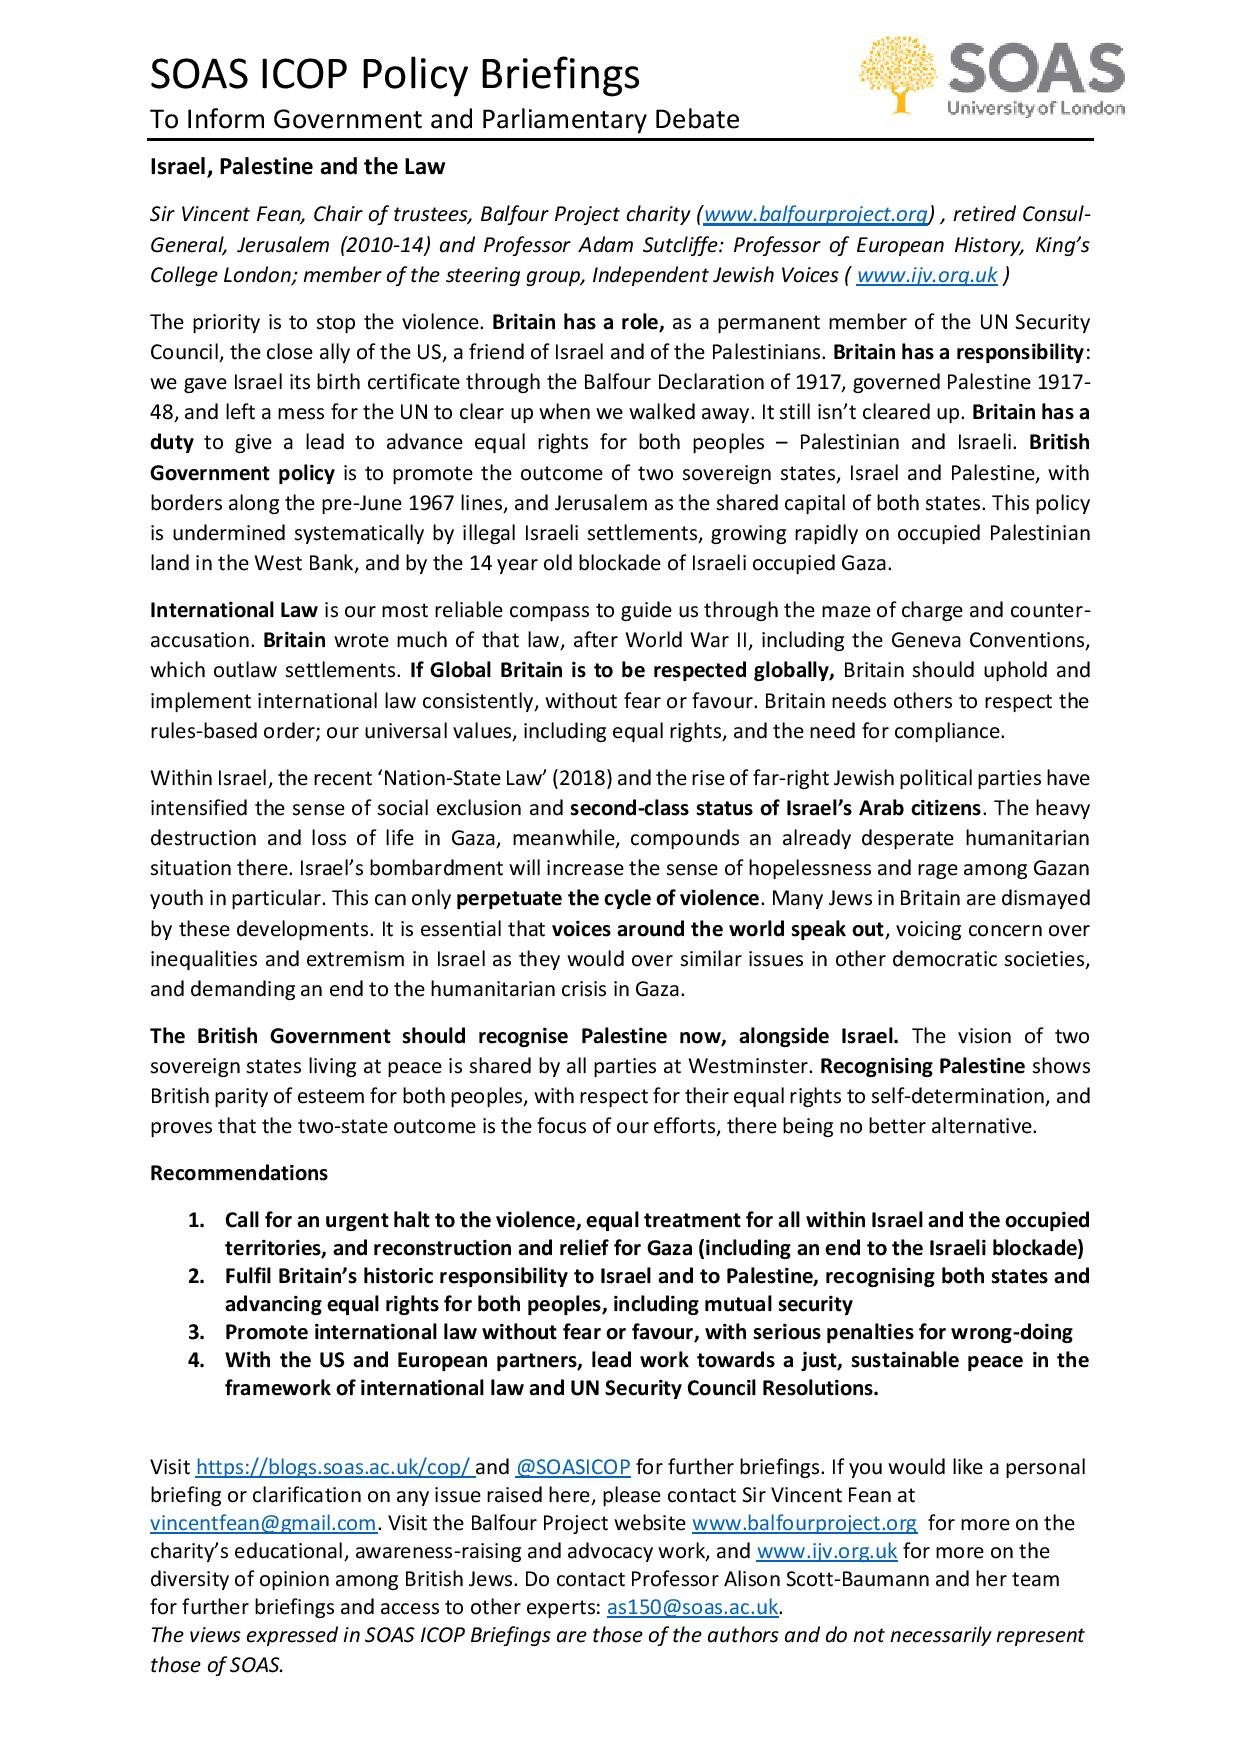 SOAS ICOP Policy Briefings
SOAS
University of London
To Inform Government and Parliamentary Debate
Israel, Palestine and the Law
Sir Vincent Fean, Chair of trustees, Balfour Project charity (www.balfourproject.org) , retired Consul-
General, Jerusalem (2010-14) and Professor Adam Sutcliffe: Professor of European History, King’s
College London; member of the steering group, Independent Jewish Voices ( www.ijv.org.uk )
The priority is to stop the violence. Britain has a role, as a permanent member of the UN Security
Council, the close ally of the US, a friend of Israel and of the Palestinians. Britain has a responsibility:
we gave Israel its birth certificate through the Balfour Declaration of 1917, governed Palestine 1917-
48, and left a mess for the UN to clear up when we walked away. It still isn’t cleared up. Britain has a
duty to give a lead to advance equal rights for both peoples – Palestinian and Israeli. British
Government policy is to promote the outcome of two sovereign states, Israel and Palestine, with
borders along the pre-June 1967 lines, and Jerusalem as the shared capital of both states. This policy
is undermined systematically by illegal Israeli settlements, growing rapidly on occupied Palestinian
land in the West Bank, and by the 14 year old blockade of Israeli occupied Gaza.
International Law is our most reliable compass to guide us through the maze of charge and counter-
accusation. Britain wrote much of that law, after World War II, including the Geneva Conventions,
which outlaw settlements. If Global Britain is to be respected globally, Britain should uphold and
implement international law consistently, without fear or favour. Britain needs others to respect the
rules-based order; our universal values, including equal rights, and the need for compliance.
Within Israel, the recent ‘Nation-State Law’ (2018) and the rise of far-right Jewish political parties have
intensified the sense of social exclusion and second-class status of Israel’s Arab citizens. The heavy
destruction and loss of life in Gaza, meanwhile, compounds an already desperate humanitarian
situation there. Israel’s bombardment will increase the sense of hopelessness and rage among Gazan
youth in particular. This can only perpetuate the cycle of violence. Many Jews in Britain are dismayed
by these developments. It is essential that voices around the world speak out, voicing concern over
inequalities and extremism in Israel as they would over similar issues in other democratic societies,
and demanding an end to the humanitarian crisis in Gaza.
The British Government should recognise Palestine now, alongside Israel. The vision of two
sovereign states living at peace is shared by all parties at Westminster. Recognising Palestine shows
British parity of esteem for both peoples, with respect for their equal rights to self-determination, and
proves that the two-state outcome is the focus of our efforts, there being no better alternative.
Recommendations
1. Call for an urgent halt to the violence, equal treatment for all within Israel and the occupied
territories, and reconstruction and relief for Gaza (including an end to the Israeli blockade)
2. Fulfil Britain’s historic responsibility to Israel and to Palestine, recognising both states and
advancing equal rights for both peoples, including mutual security
3. Promote international law without fear or favour, with serious penalties for wrong-doing
4. With the US and European partners, lead work towards a just, sustainable peace in the
framework of international law and UN Security Council Resolutions.
Visit https://blogs.soas.ac.uk/cop/ and @SOASICOP for further briefings. If you would like a personal
briefing or clarification on any issue raised here, please contact Sir Vincent Fean at
vincentfean@gmail.com. Visit the Balfour Project website www.balfourproject.org for more on the
charity’s educational, awareness-raising and advocacy work, and www.ijv.org.uk for more on the
diversity of opinion among British Jews. Do contact Professor Alison Scott-Baumann and her team
for further briefings and access to other experts: as150@soas.ac.uk.
The views expressed in SOAS ICOP Briefings are those of the authors and do not necessarily represent
those of SOAS.